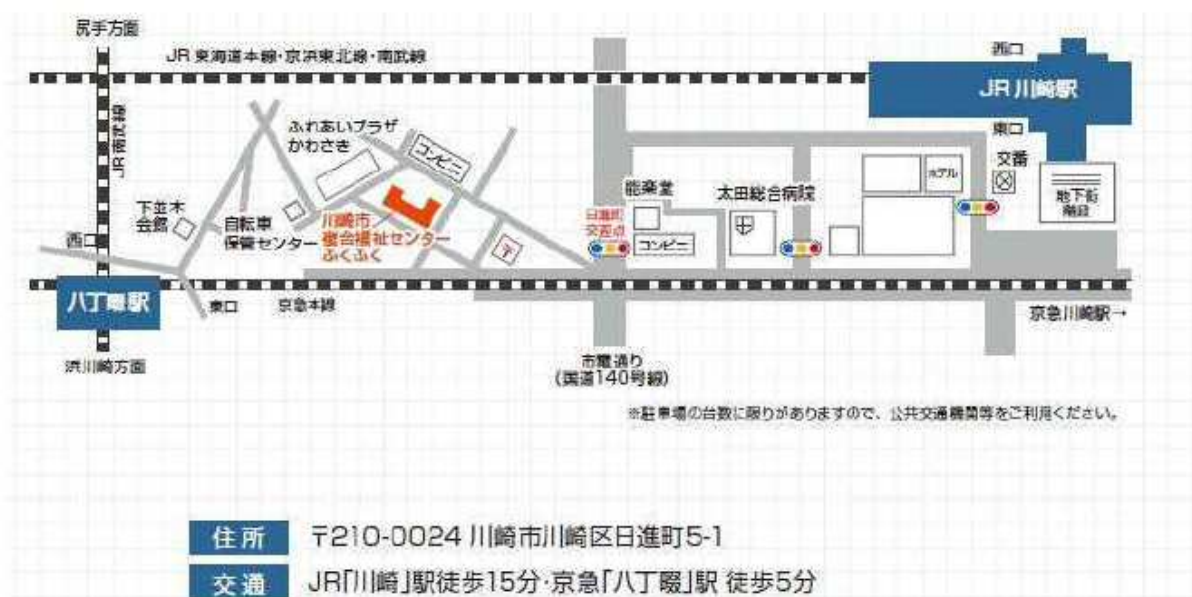 尻手方面
JR 東海道本線・京浜東北線・南武線
西口
JR 川崎駅
JR 南武線
ふれあいプラザ
かわさき
コンビニ
東口
交番
ホテル
地下街
階段
能楽堂
太田総合病院
下並木
会館
自転車
保管センター
川崎市
複合福祉センター
ふくふく
〒
日進町
交差点
コンビニ
西口
八丁畷駅
東口
京急本線
京急川崎駅→
浜川崎方面
市電通り
(国道140号線)
※駐車場の台数に限りがありますので、公共交通機関等をご利用ください。
住所 〒210-0024 川崎市川崎区日進町5-1
交通 JR「川崎」駅徒歩15分・京急「八丁畷」駅 徒歩5分